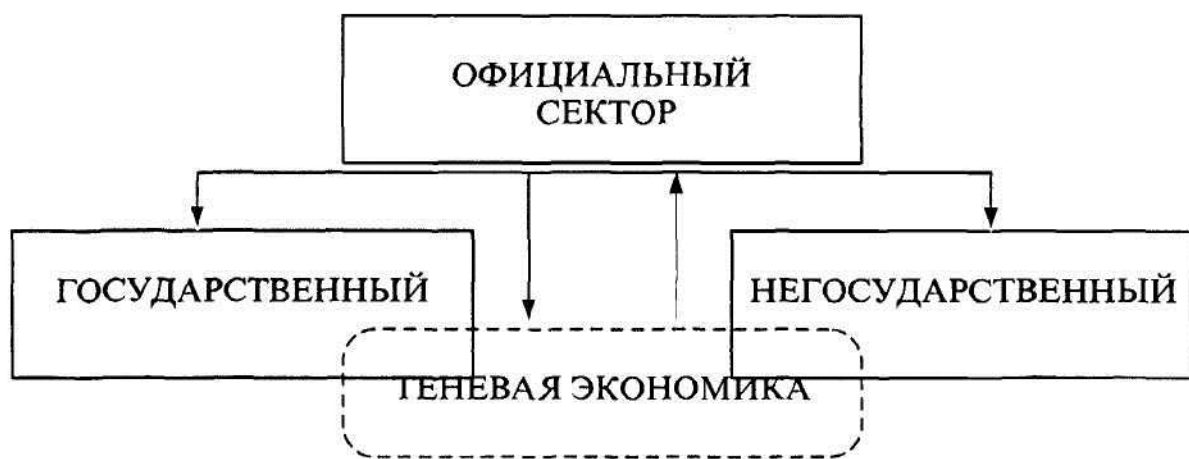 ОФИЦИАЛЬНЫЙ
СЕКТОР
ГОСУДАРСТВЕННЫЙ
НЕГОСУДАРСТВЕННЫЙ
ТЕНЕВАЯ ЭКОНОМИКА